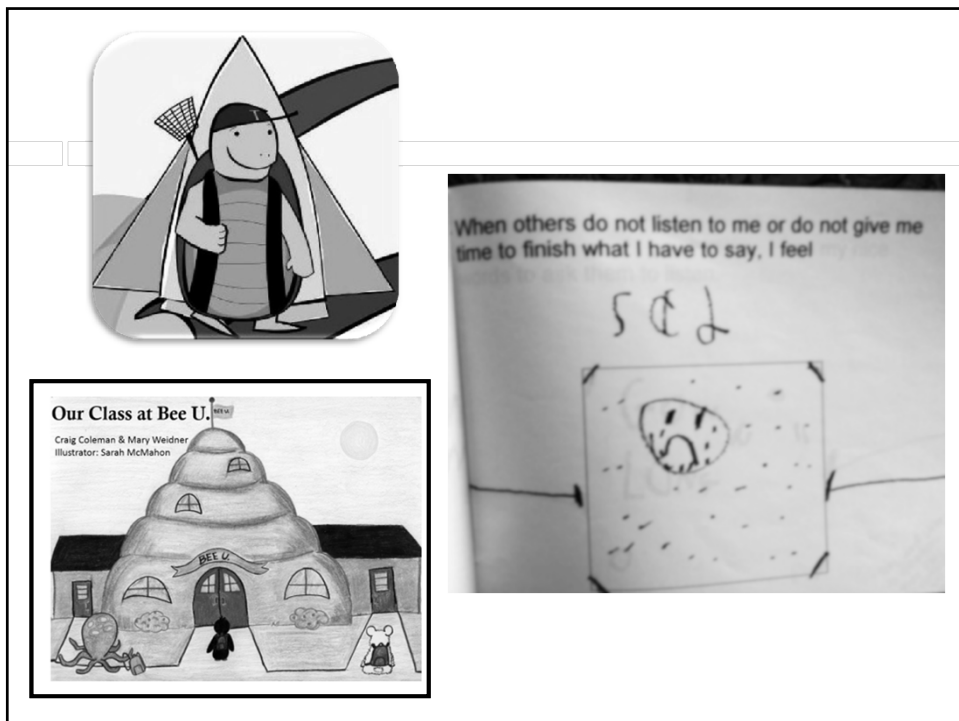 T
When others do not listen to me or do not give me
time to finish what I have to say, I feel
Our Class at Bee U.
BEE U.
Craig Coleman & Mary Weidner
Illustrator: Sarah McMahon
BEE U.